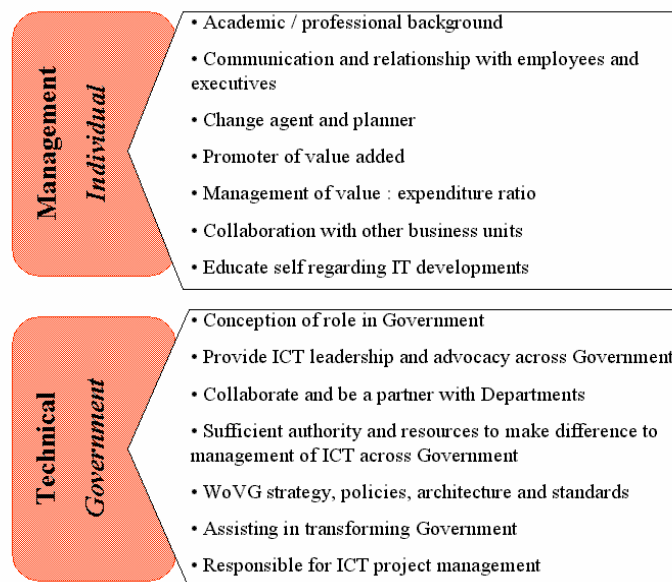 Management
Individual
• Academic / professional background
• Communication and relationship with employees and
executives
• Change agent and planner
• Promoter of value added
• Management of value : expenditure ratio
• Collaboration with other business units
• Educate self regarding IT developments
Technical
Government
• Conception of role in Government
• Provide ICT leadership and advocacy across Government
• Collaborate and be a partner with Departments
• Sufficient authority and resources to make difference to
management of ICT across Government
• WoVG strategy, policies, architecture and standards
• Assisting in transforming Government
• Responsible for ICT project management